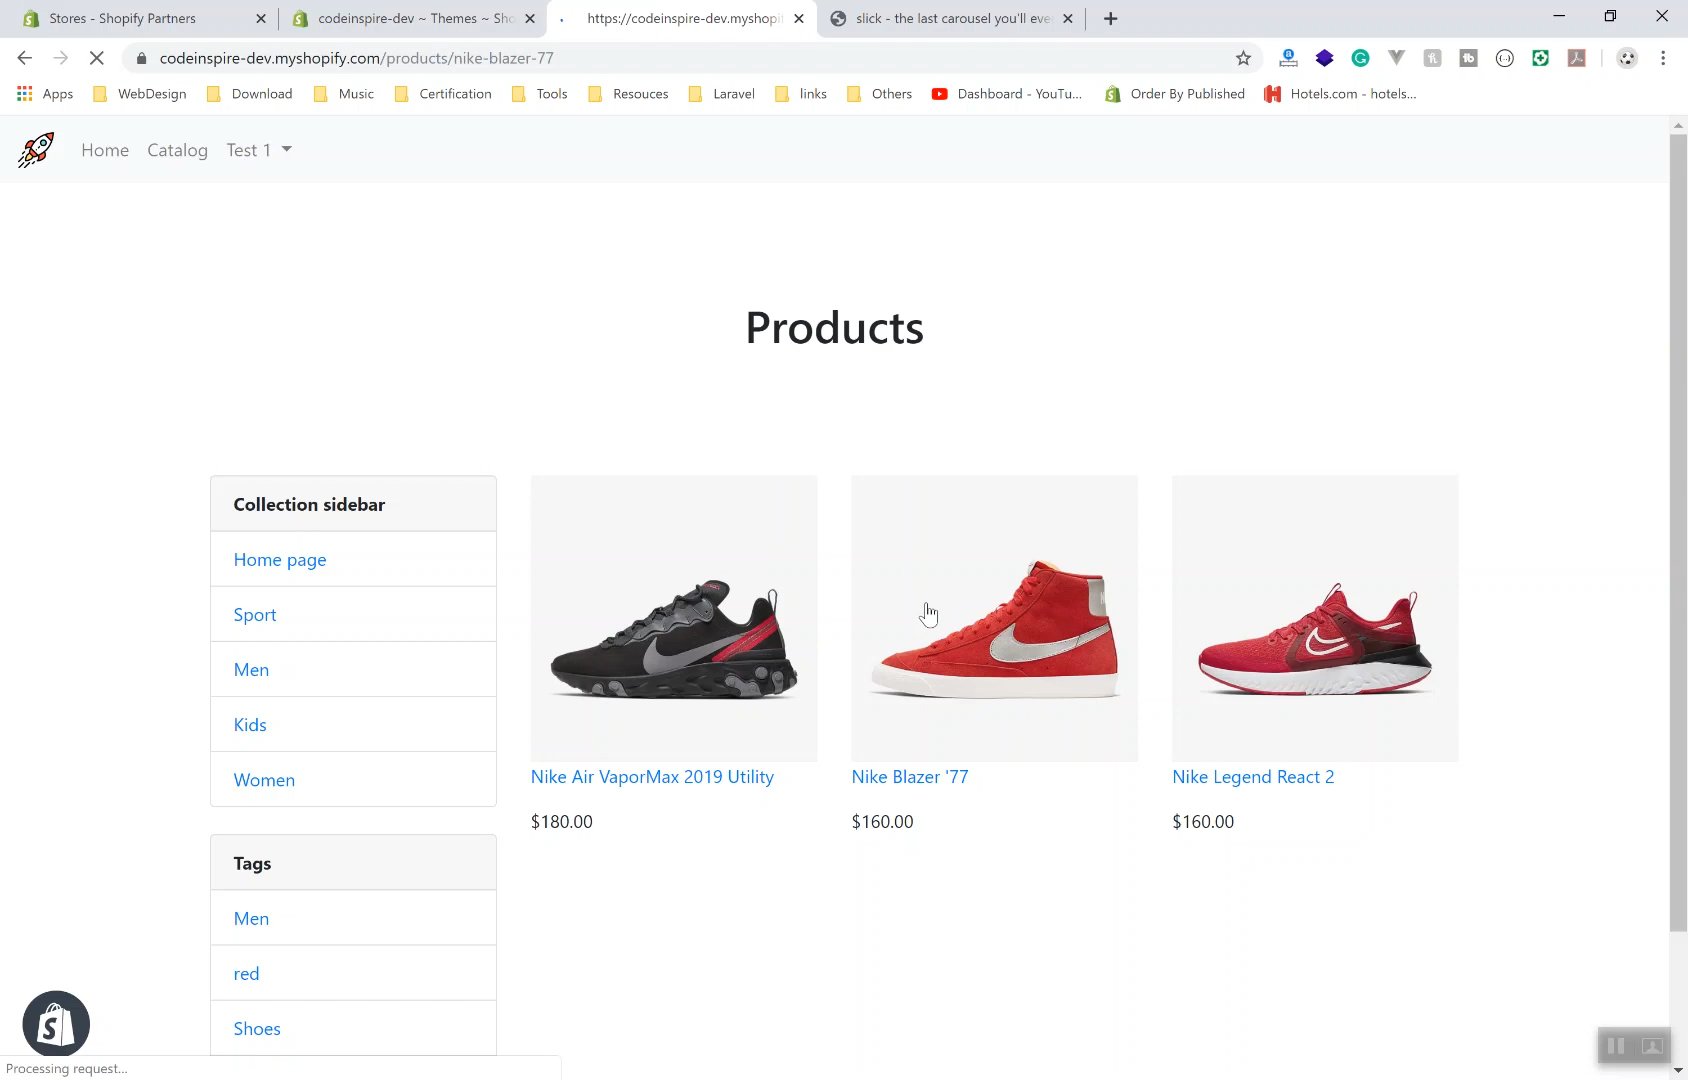 Stores - Shopify Partners
codeinspire-dev ~ Themes ~ Sho
https://codeinspire-dev.myshopi
slick - the last carousel you'll eve
codeinspire-dev.myshopify.com/products/nike-blazer-77
Apps
WebDesign
Download
Music
Certification
Tools
Resouces
Laravel
links
Others
Dashboard - YouTu...
Order By Published
Hotels.com - hotels...
Home
Catalog
Test 1
Products
Collection sidebar
Home page
Sport
Men
Kids
Women
Tags
Men
red
Shoes
Nike Air VaporMax 2019 Utility
$180.00
Nike Blazer '77
$160.00
Nike Legend React 2
$160.00
Processing request...